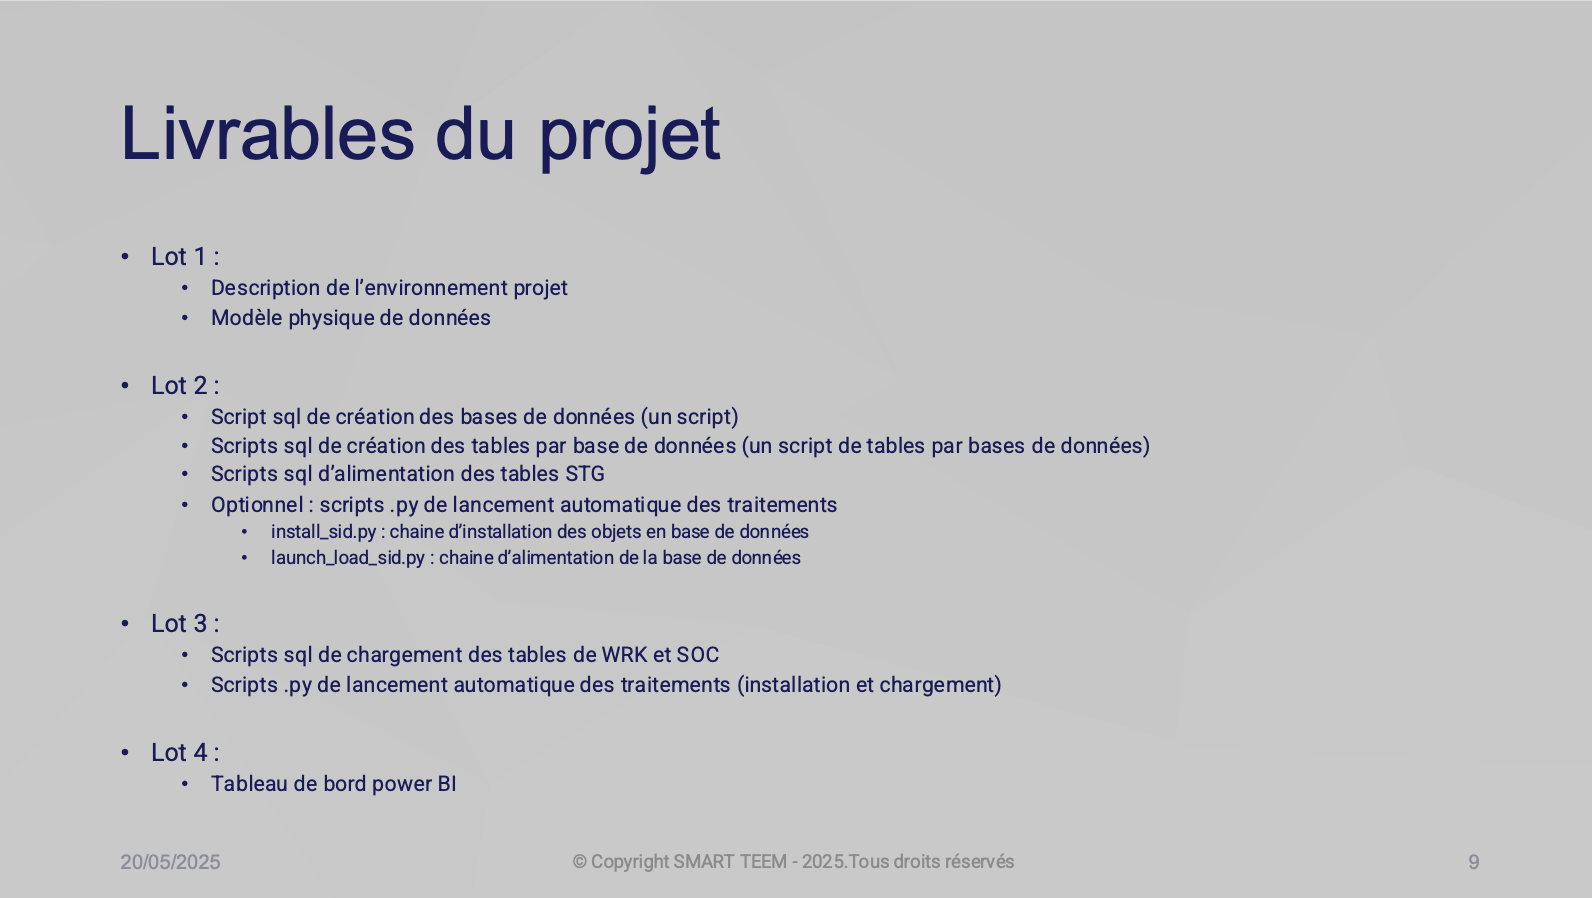 Livrables du projet
• Lot 1 :
• Description de l’environnement projet
• Modèle physique de données
• Lot 2 :
• Script sql de création des bases de données (un script)
• Scripts sql de création des tables par base de données (un script de tables par bases de données)
• Scripts sql d’alimentation des tables STG
• Optionnel : scripts .py de lancement automatique des traitements
• install_sid.py : chaine d’installation des objets en base de données
• launch_load_sid.py : chaine d’alimentation de la base de données
• Lot 3 :
• Scripts sql de chargement des tables de WRK et SOC
• Scripts .py de lancement automatique des traitements (installation et chargement)
• Lot 4 :
• Tableau de bord power BI
20/05/2025
© Copyright SMART TEEM - 2025.Tous droits réservés
9